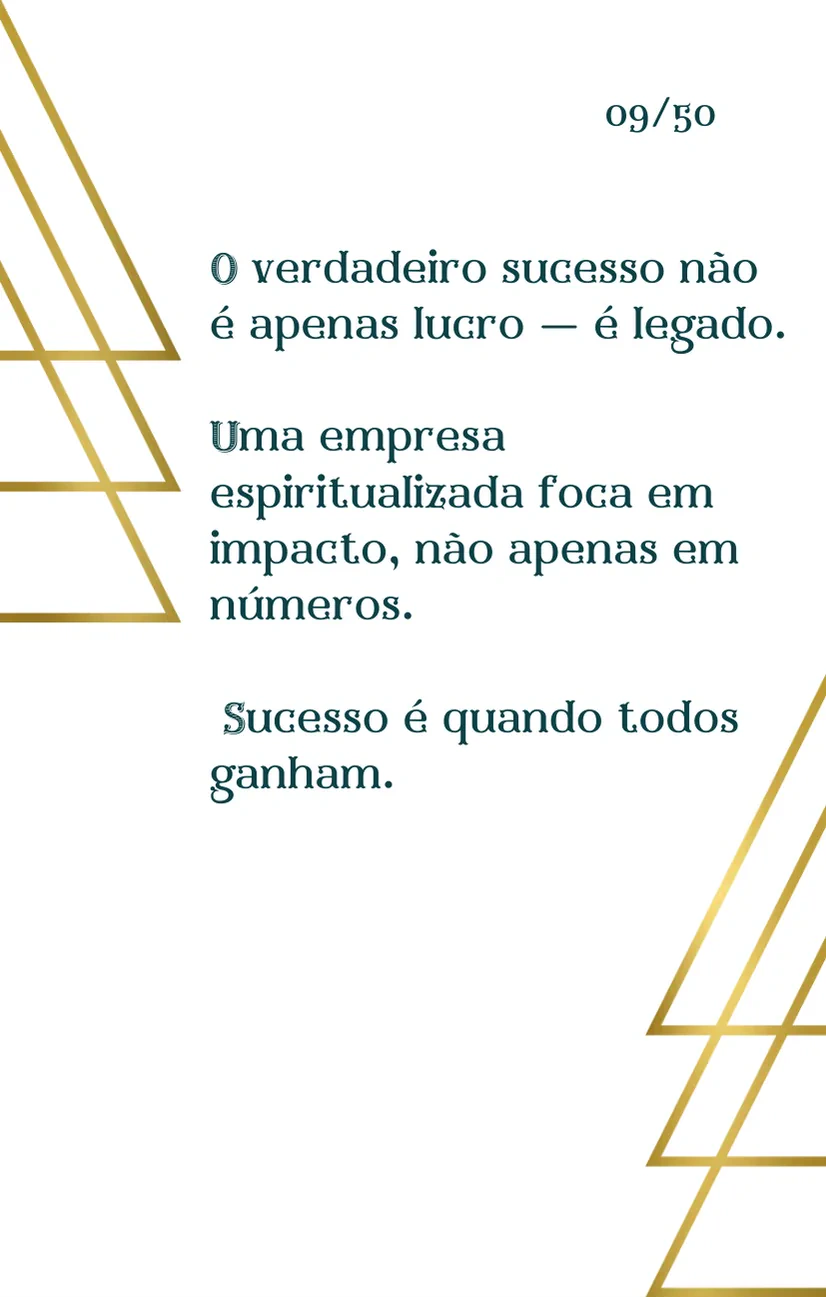 09/50
O verdadeiro sucesso não
é apenas lucro — é legado.
Uma empresa
espiritualizada foca em
impacto, não apenas em
números.
Sucesso é quando todos
ganham.